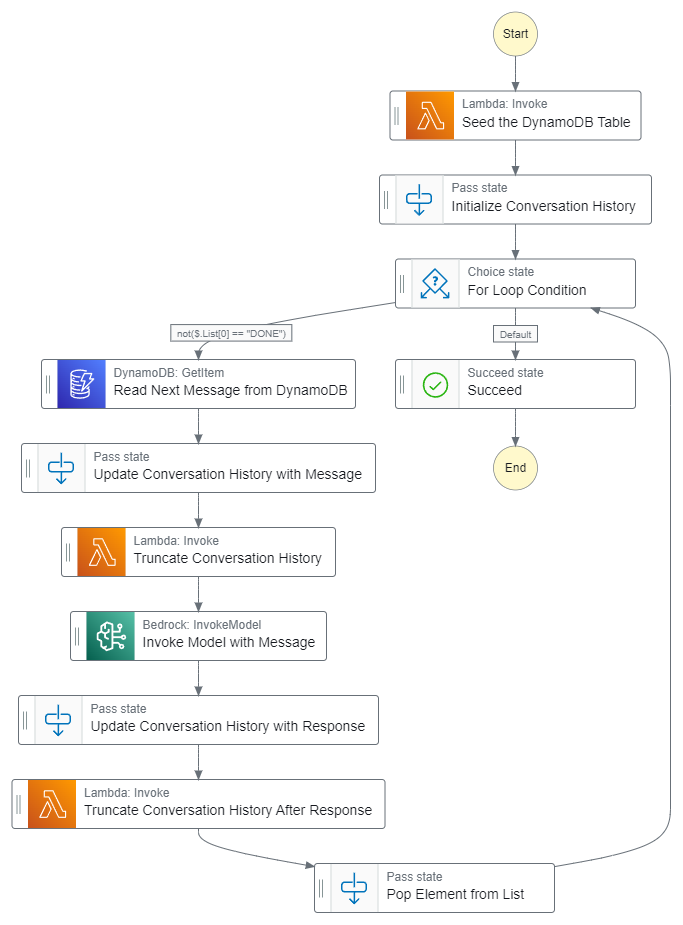 Start
Lambda: Invoke
Seed the DynamoDB Table
Pass state
Initialize Conversation History
Choice state
For Loop Condition
not($.List[0] == "DONE")
Default
DynamoDB: GetItem
Read Next Message from DynamoDB
Succeed state
Succeed
Pass state
Update Conversation History with Message
End
Lambda: Invoke
Truncate Conversation History
Bedrock: InvokeModel
Invoke Model with Message
Pass state
Update Conversation History with Response
Lambda: Invoke
Truncate Conversation History After Response
Pass state
Pop Element from List